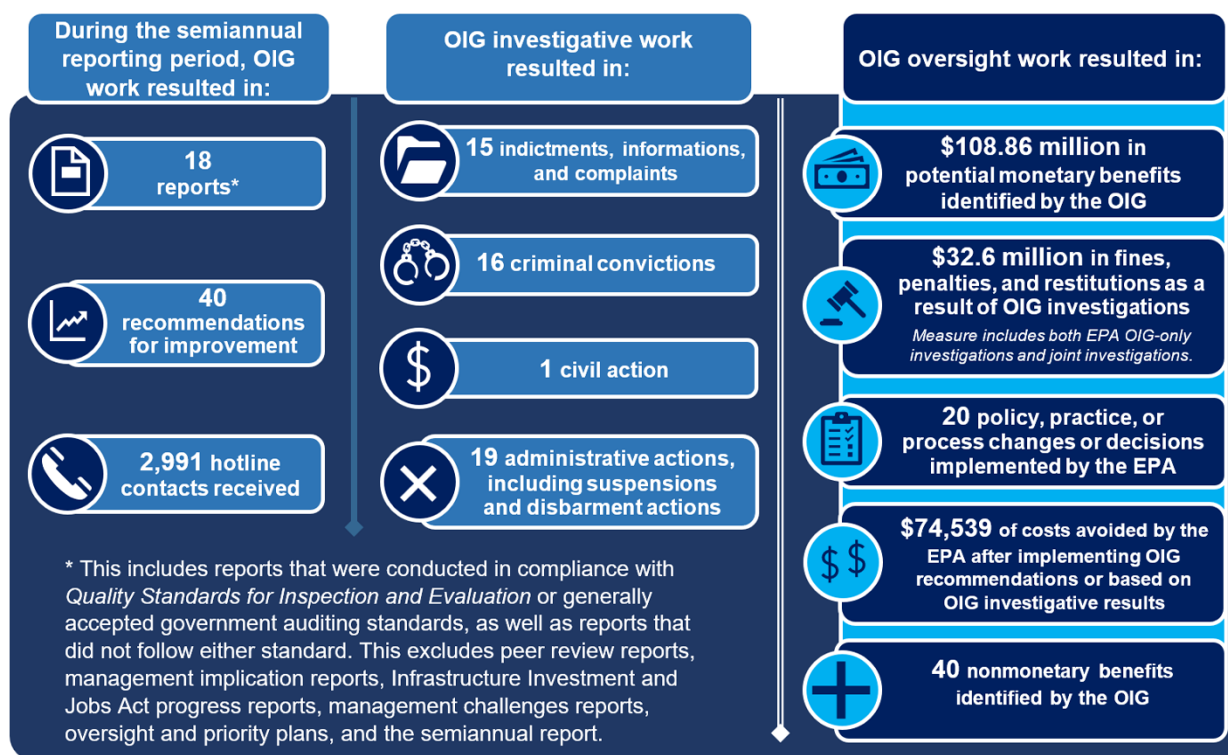 During the semiannual
reporting period, OIG
work resulted in:
18
reports*
40
recommendations
for improvement
2,991 hotline
contacts received
OIG investigative work
resulted in:
15 indictments, informations,
and complaints
16 criminal convictions
$
1 civil action
19 administrative actions,
including suspensions
and disbarment actions
* This includes reports that were conducted in compliance with
Quality Standards for Inspection and Evaluation or generally
accepted government auditing standards, as well as reports that
did not follow either standard. This excludes peer review reports,
management implication reports, Infrastructure Investment and
Jobs Act progress reports, management challenges reports,
oversight and priority plans, and the semiannual report.
OIG oversight work resulted in:
$108.86 million in
potential monetary benefits
identified by the OIG
$32.6 million in fines,
penalties, and restitutions as a
result of OIG investigations
Measure includes both EPA OIG-only
investigations and joint investigations.
20 policy, practice, or
process changes or decisions
implemented by the EPA
$ $
$74,539 of costs avoided by the
EPA after implementing OIG
recommendations or based on
OIG investigative results
40 nonmonetary benefits
identified by the OIG